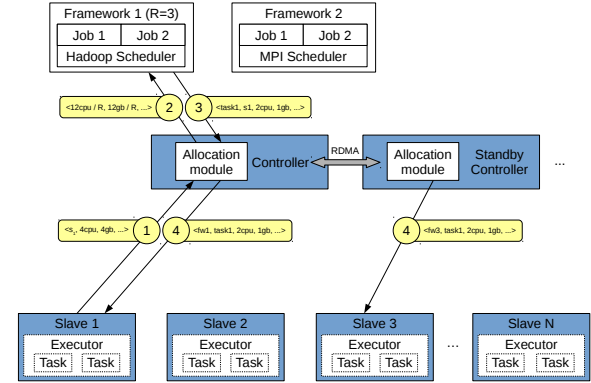 Framework 1 (R=3)
Job 1
Job 2
Hadoop Scheduler
Framework 2
Job 1
Job 2
MPI Scheduler
<12cpu / R, 12gb / R, ...>
2
3
<task1, s1, 2cpu, 1gb, ...>
Allocation
module
Controller
RDMA
Allocation
module
Standby
Controller
...
<s1, 4cpu, 4gb, ...>
1
4
<fw1, task1, 2cpu, 1gb, ...>
4
<fw3, task1, 2cpu, 1gb, ...>
Slave 1
Executor
Task
Task
Slave 2
Executor
Task
Task
Slave 3
Executor
Task
Task
...
Slave N
Executor
Task
Task